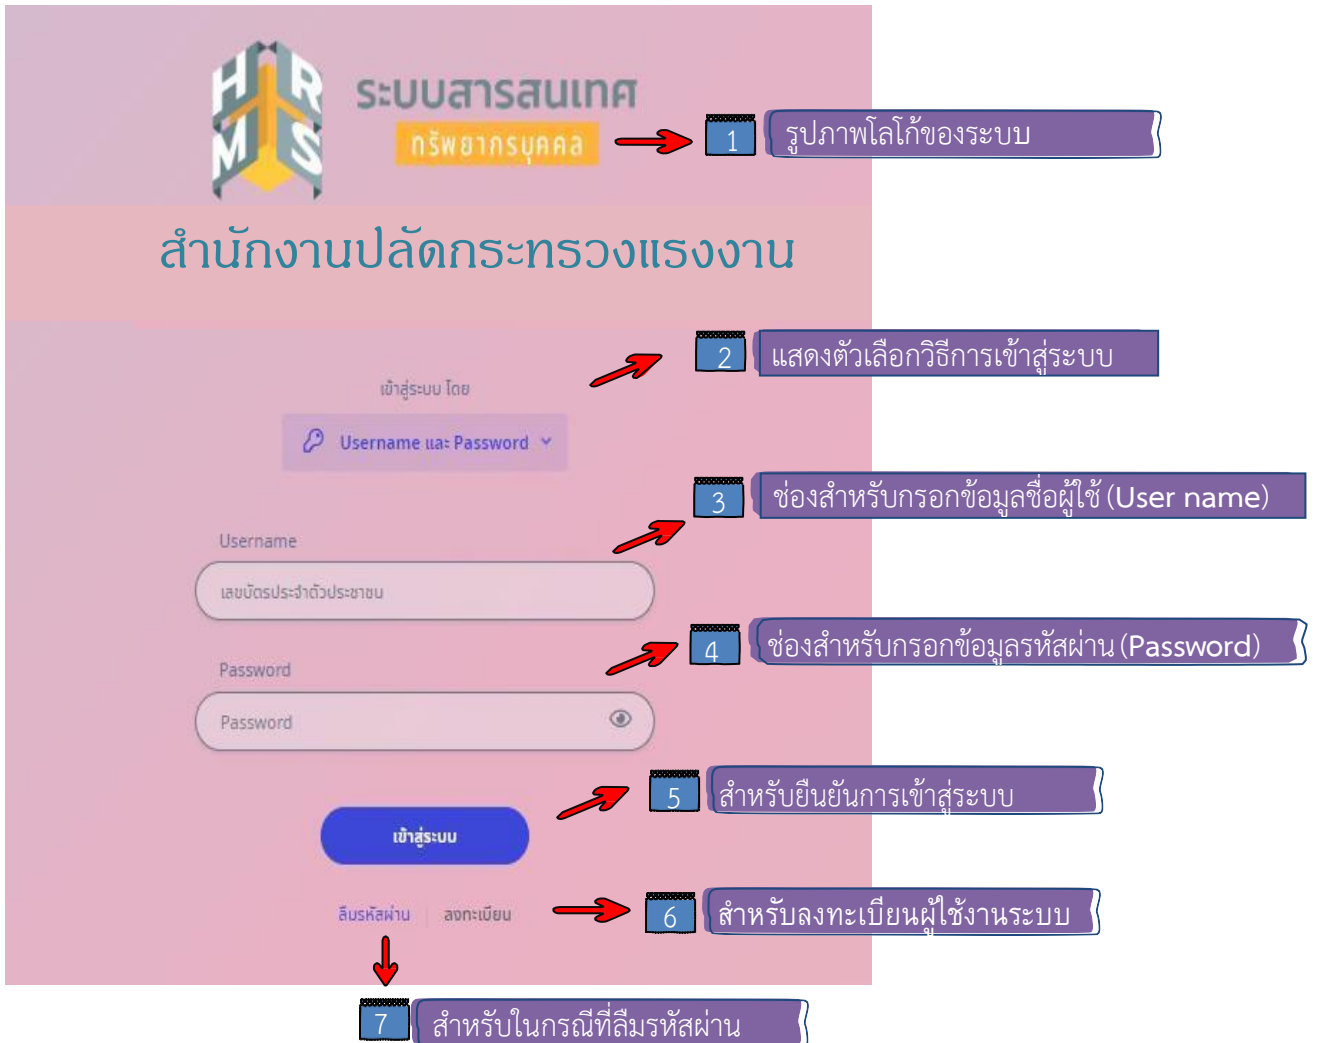 HRMS
ระบบสารสนเทศ
ทรัพยากรบุคคล
1 รูปภาพโลโก้ของระบบ
สำนักงานปลัดกระทรวงแรงงาน
2 แสดงตัวเลือกวิธีการเข้าสู่ระบบ
เข้าสู่ระบบ โดย
Username และ Password
3 ช่องสำหรับกรอกข้อมูลชื่อผู้ใช้ (User name)
Username
เลขบัตรประจำตัวประชาชน
4 ช่องสำหรับกรอกข้อมูลรหัสผ่าน (Password)
Password
Password
5 สำหรับยืนยันการเข้าสู่ระบบ
เข้าสู่ระบบ
ลืมรหัสผ่าน ลงทะเบียน
6 สำหรับลงทะเบียนผู้ใช้งานระบบ
7 สำหรับในกรณีที่ลืมรหัสผ่าน